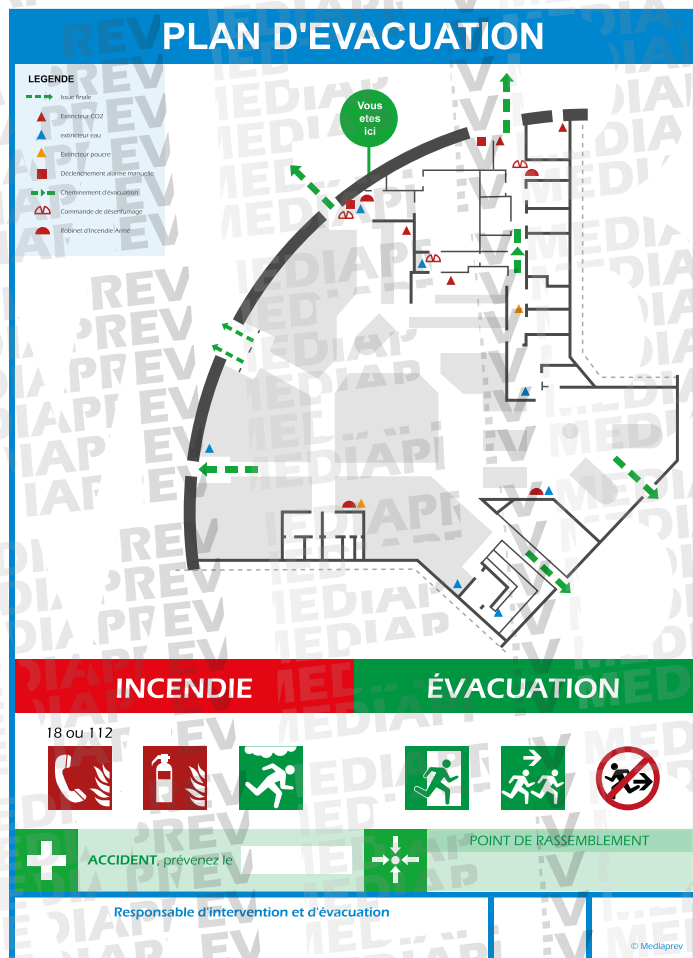 PLAN D'EVACUATION
LEGENDE
Issue finale
Extincteur CO2
extincteur eau
Extincteur poucre
Déclenchement alarme manuelle
Cheminement d'évacuation
Commande de désenfumage
Robinet d'Incendie Armé
Vous
etes
ici
INCENDIE
ÉVACUATION
18 ou 112
ACCIDENT, prévenez le
POINT DE RASSEMBLEMENT
Responsable d'intervention et d'évacuation
© Mediaprev